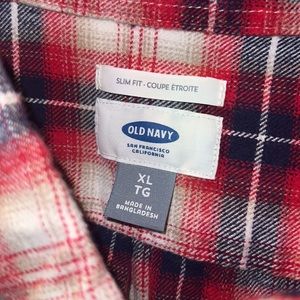 SLIM FIT - COUPE ÉTROITE
OLD NAVY
SAN FRANCISCO
CALIFORNIA
XL
TG
MADE IN
BANGLADESH